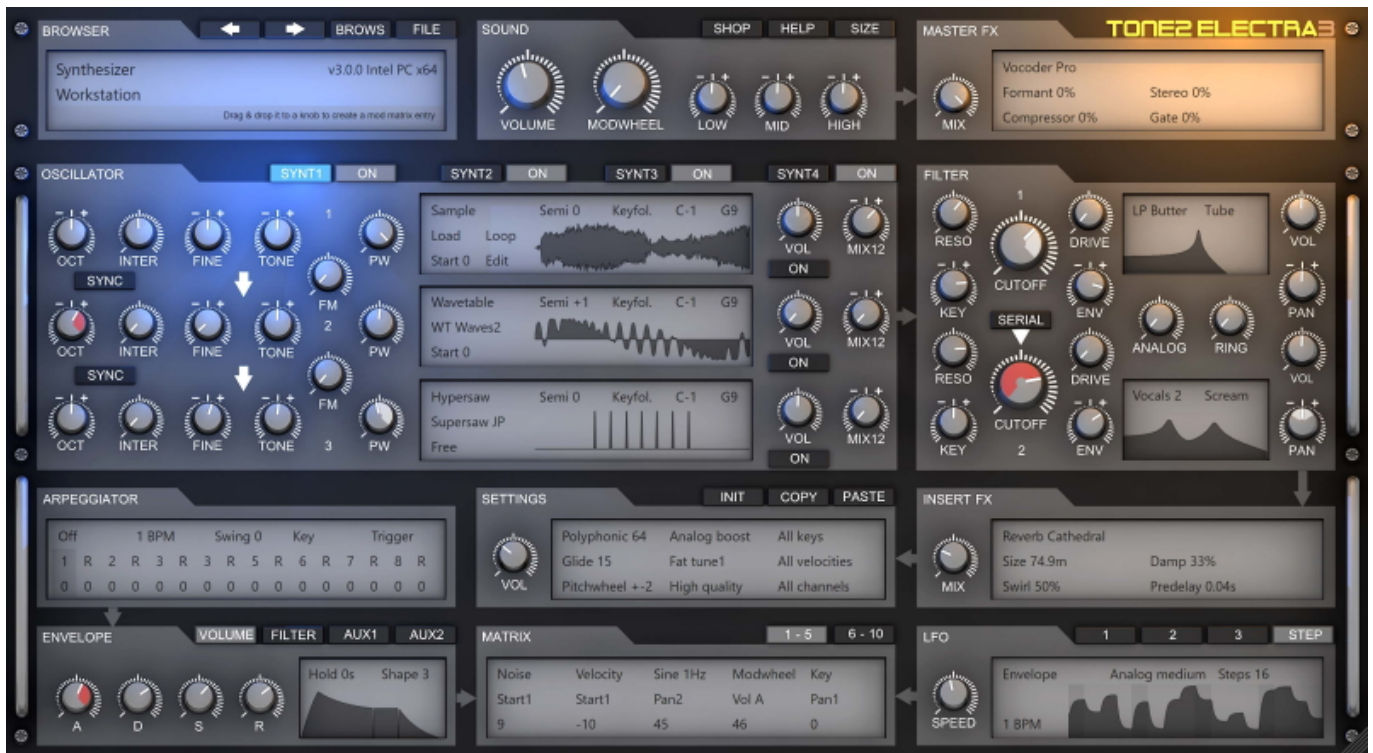 BROWSER BROWS FILE
Synthesizer v3.0.0 Intel PC x64
Workstation
Drag & drop it to a knob to create a mod matrix entry
SOUND SHOP HELP SIZE
VOLUME MODWHEEL LOW MID HIGH
MASTER FX TONE2 ELECTRA3
Vocoder Pro
Formant 0% Stereo 0%
Compressor 0% Gate 0%
MIX
OSCILLATOR SYNT1 ON SYNT2 ON SYNT3 ON SYNT4 ON
1
OCT INTER FINE TONE PW
SYNC
FM
2
OCT INTER FINE TONE PW
SYNC
FM
OCT INTER FINE TONE 3 PW
Sample Semi 0 Keyfol. C-1 G9
Load Loop
Start 0 Edit
VOL MIX12
ON
Wavetable Semi +1 Keyfol. C-1 G9
WT Waves2
Start 0
VOL MIX12
ON
Hypersaw Semi 0 Keyfol. C-1 G9
Supersaw JP
Free
VOL MIX12
ON
FILTER
1
RESO CUTOFF DRIVE
LP Butter Tube
VOL
KEY ENV PAN
SERIAL
ANALOG RING
RESO CUTOFF DRIVE
Vocals 2 Scream
VOL
KEY 2 ENV PAN
ARPEGGIATOR
Off 1 BPM Swing 0 Key Trigger
1 R 2 R 3 R 3 R 5 R 6 R 7 R 8 R
0 0 0 0 0 0 0 0 0 0 0 0 0 0 0 0
SETTINGS INIT COPY PASTE
Polyphonic 64 Analog boost All keys
Glide 15 Fat tune1 All velocities
Pitchwheel +-2 High quality All channels
VOL
INSERT FX
Reverb Cathedral
Size 74.9m Damp 33%
Swirl 50% Predelay 0.04s
MIX
ENVELOPE VOLUME FILTER AUX1 AUX2
Hold 0s Shape 3
A D S R
MATRIX 1 - 5 6 - 10
Noise Velocity Sine 1Hz Modwheel Key
Start1 Start1 Pan2 Vol A Pan1
9 -10 45 46 0
LFO 1 2 3 STEP
Envelope Analog medium Steps 16
1 BPM
SPEED